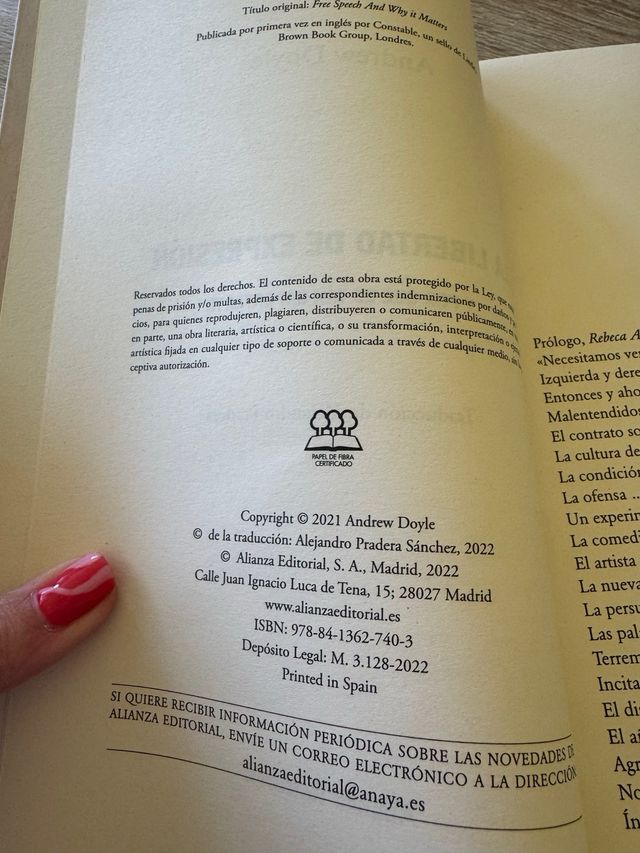 Título original: Free Speech And Why it Matters
Publicada por primera vez en inglés por Constable, un sello de Little,
Brown Book Group, Londres.
Reservados todos los derechos. El contenido de esta obra está protegido por la Ley, que
penas de prisión y/o multas, además de las correspondientes indemnizaciones por daños y
cios, para quienes reprodujeren, plagiaren, distribuyeren o comunicaren públicamente, en
en parte, una obra literaria, artística o científica, o su transformación, interpretación o
artística fijada en cualquier tipo de soporte o comunicada a través de cualquier medio, sin
ceptiva autorización.
PAPEL DE FIBRA
CERTIFICADO
Copyright © 2021 Andrew Doyle
© de la traducción: Alejandro Pradera Sánchez, 2022
© Alianza Editorial, S. A., Madrid, 2022
Calle Juan Ignacio Luca de Tena, 15; 28027 Madrid
www.alianzaeditorial.es
ISBN: 978-84-1362-740-3
Depósito Legal: M. 3.128-2022
Printed in Spain
SI QUIERE RECIBIR INFORMACIÓN PERIÓDICA SOBRE LAS NOVEDADES DE
ALIANZA EDITORIAL, ENVÍE UN CORREO ELECTRÓNICO A LA DIRECCIÓN
alianzaeditorial@anaya.es
Prólogo, Rebeca A
«Necesitamos ver
Izquierda y dere
Entonces y aho
Malentendidos
El contrato so
La cultura de
La condición
La ofensa ..
Un experim
La comedi
El artista
La nueva
La persu
Las pal
Terrem
Incita
El di
El a
Agr
No
Ín